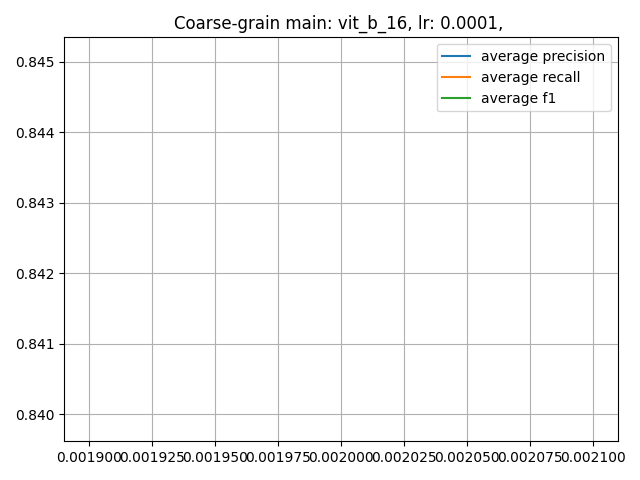 Coarse-grain main: vit_b_16, lr: 0.0001,
average precision
average recall
average f1
0.845
0.844
0.843
0.842
0.841
0.840
0.001900 0.001925 0.001950 0.001975 0.002000 0.002025 0.002050 0.002075 0.002100